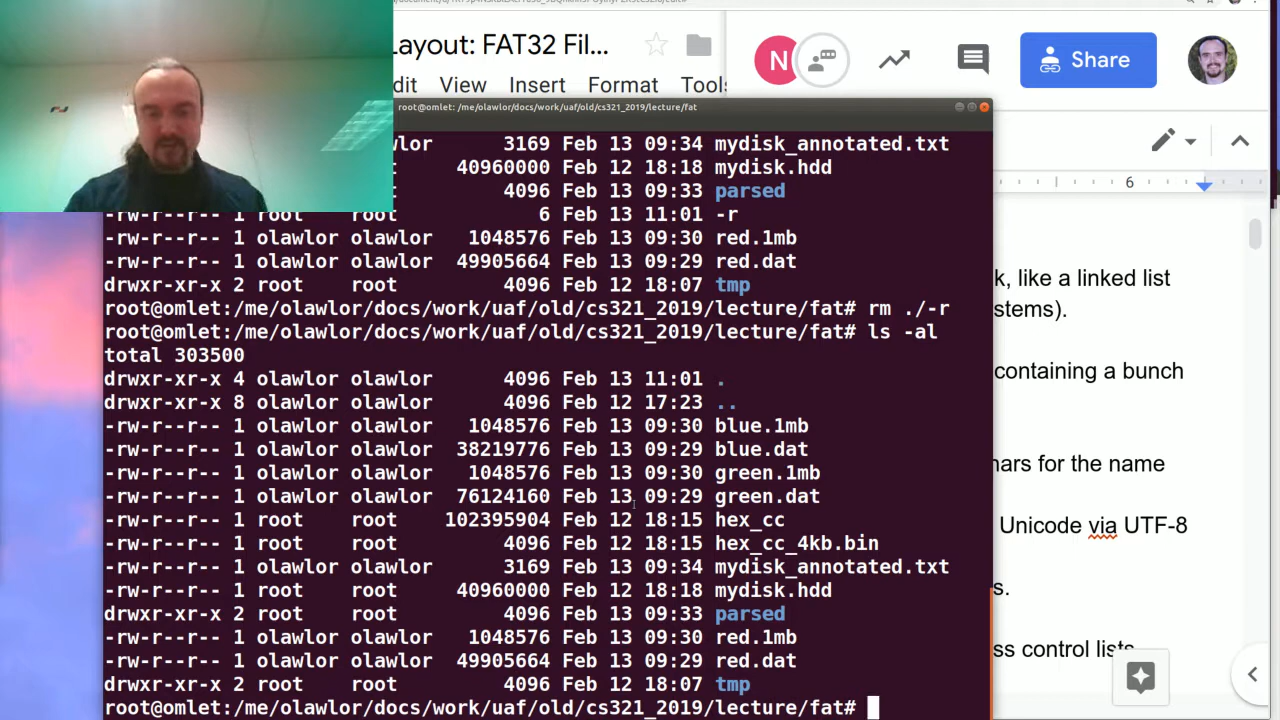 Layout: FAT32 Fil...
dit View Insert Format Tools
N
Share
root@omlet: /me/olawlor/docs/work/uaf/old/cs321_2019/lecture/fat
6
lor 3169 Feb 13 09:34 mydisk_annotated.txt
40960000 Feb 12 18:18 mydisk.hdd
4096 Feb 13 09:33 parsed
-rw-r--r-- 1 root root 6 Feb 13 11:01 -r
-rw-r--r-- 1 olawlor olawlor 1048576 Feb 13 09:30 red.1mb
-rw-r--r-- 1 olawlor olawlor 49905664 Feb 13 09:29 red.dat
drwxr-xr-x 2 root root 4096 Feb 12 18:07 tmp
root@omlet:/me/olawlor/docs/work/uaf/old/cs321_2019/lecture/fat# rm ./-r
root@omlet:/me/olawlor/docs/work/uaf/old/cs321_2019/lecture/fat# ls -al
total 303500
drwxr-xr-x 4 olawlor olawlor 4096 Feb 13 11:01 .
drwxr-xr-x 8 olawlor olawlor 4096 Feb 12 17:23 ..
-rw-r--r-- 1 olawlor olawlor 1048576 Feb 13 09:30 blue.1mb
-rw-r--r-- 1 olawlor olawlor 38219776 Feb 13 09:29 blue.dat
-rw-r--r-- 1 olawlor olawlor 1048576 Feb 13 09:30 green.1mb
-rw-r--r-- 1 olawlor olawlor 76124160 Feb 13 09:29 green.dat
-rw-r--r-- 1 root root 102395904 Feb 12 18:15 hex_cc
-rw-r--r-- 1 root root 4096 Feb 12 18:15 hex_cc_4kb.bin
-rw-r--r-- 1 olawlor olawlor 3169 Feb 13 09:34 mydisk_annotated.txt
-rw-r--r-- 1 root root 40960000 Feb 12 18:18 mydisk.hdd
drwxr-xr-x 2 olawlor olawlor 4096 Feb 13 09:33 parsed
-rw-r--r-- 1 olawlor olawlor 1048576 Feb 13 09:30 red.1mb
-rw-r--r-- 1 olawlor olawlor 49905664 Feb 13 09:29 red.dat
drwxr-xr-x 2 root root 4096 Feb 12 18:07 tmp
root@omlet:/me/olawlor/docs/work/uaf/old/cs321_2019/lecture/fat#
k, like a linked list
stems).
containing a bunch
hars for the name
Unicode via UTF-8
s.
ss control lists